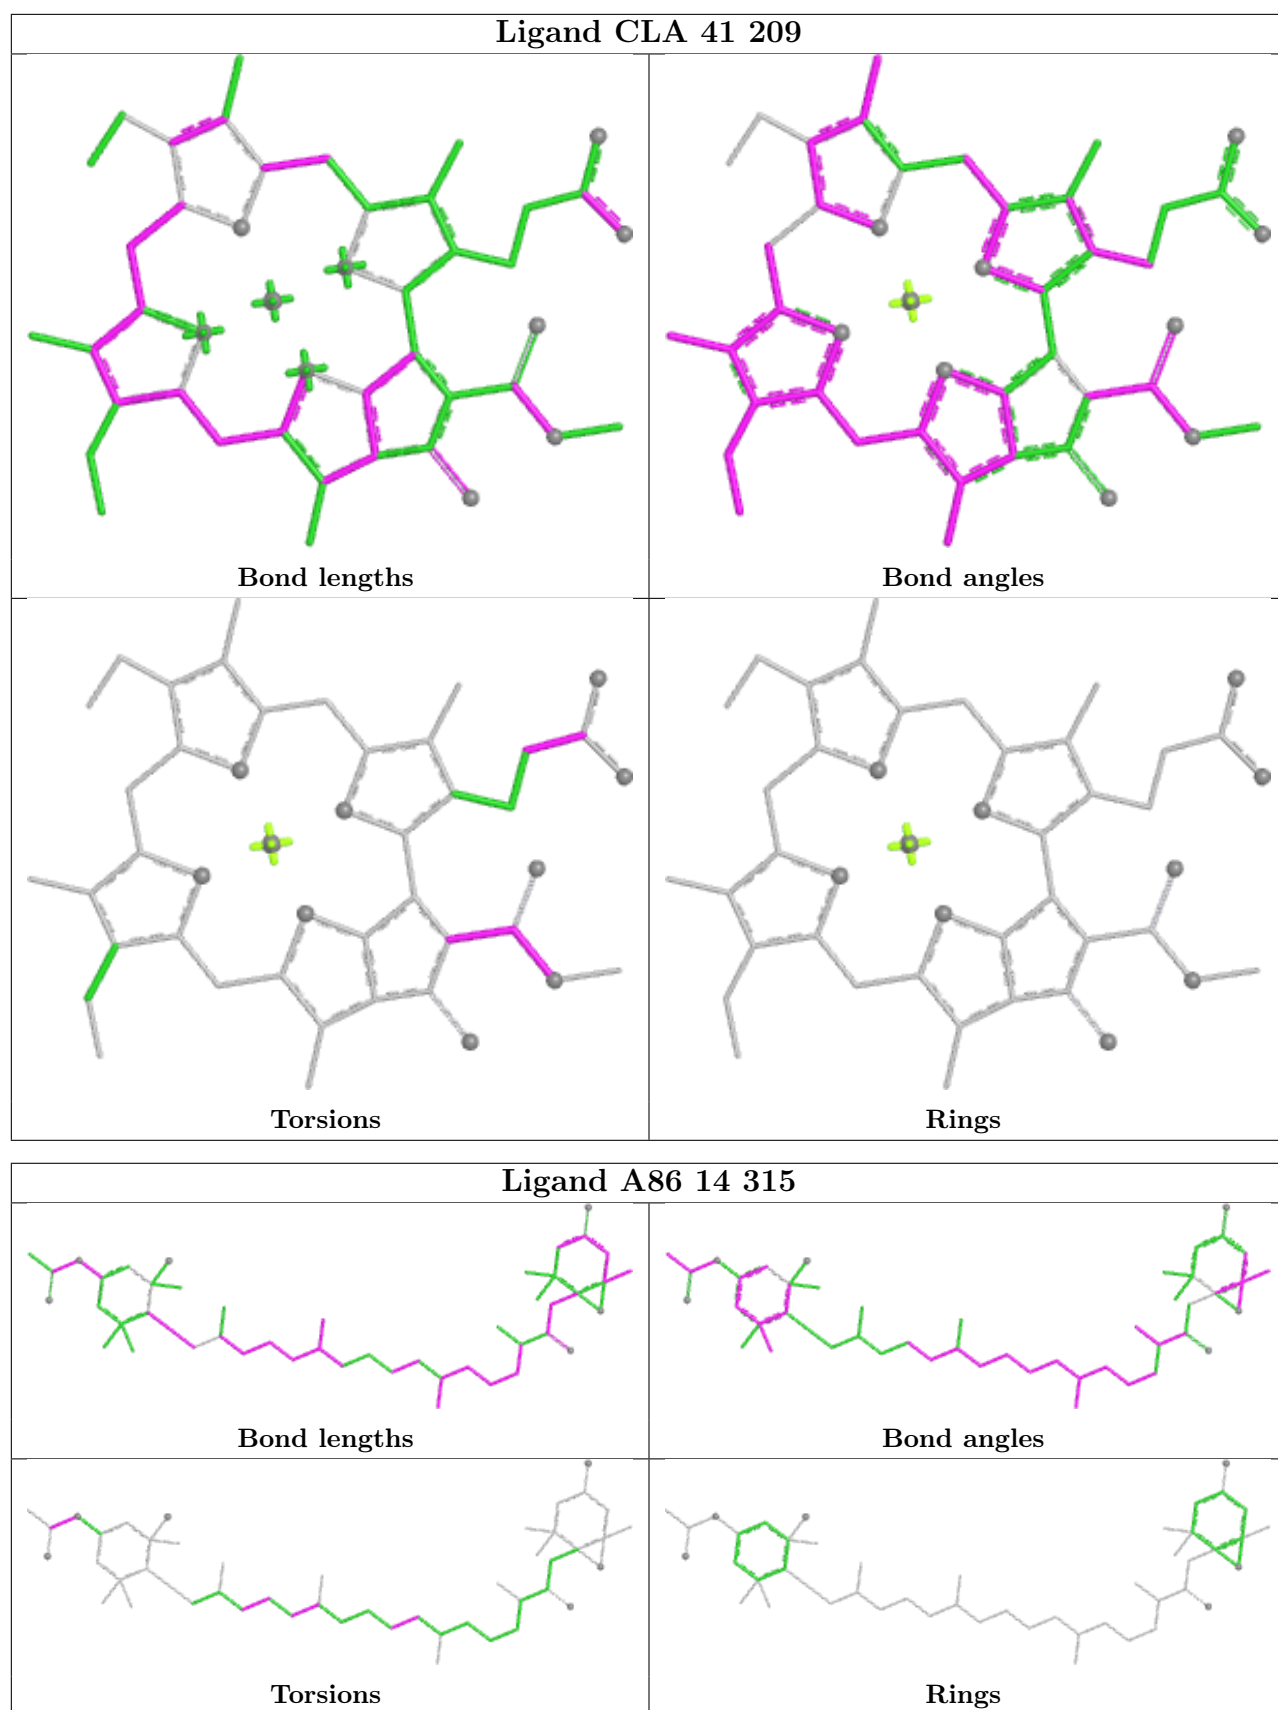 Ligand CLA 41 209
Bond lengths
Bond angles
Torsions
Rings
Ligand A86 14 315
Bond lengths
Bond angles
Torsions
Rings